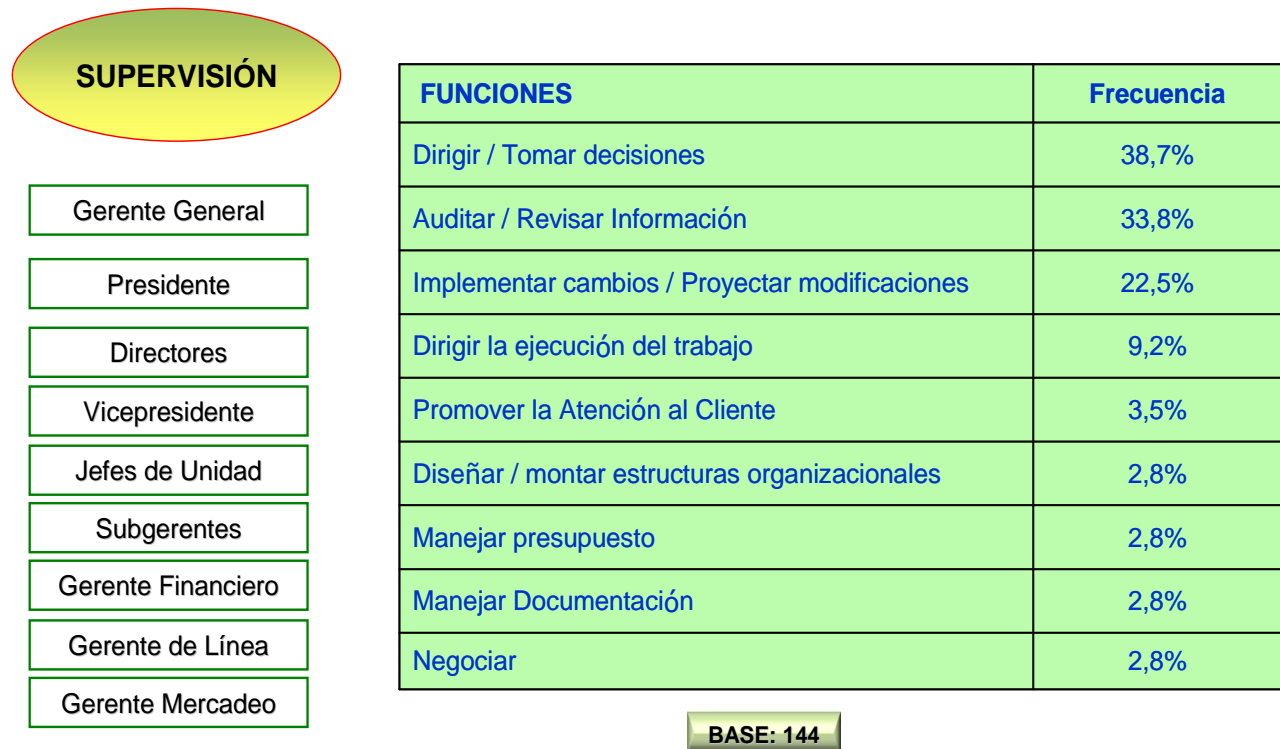 SUPERVISIÓN
Gerente General
Presidente
Directores
Vicepresidente
Jefes de Unidad
Subgerentes
Gerente Financiero
Gerente de Línea
Gerente Mercadeo
FUNCIONES Frecuencia
Dirigir / Tomar decisiones 38,7%
Auditar / Revisar Información 33,8%
Implementar cambios / Proyectar modificaciones 22,5%
Dirigir la ejecución del trabajo 9,2%
Promover la Atención al Cliente 3,5%
Diseñar / montar estructuras organizacionales 2,8%
Manejar presupuesto 2,8%
Manejar Documentación 2,8%
Negociar 2,8%
BASE: 144